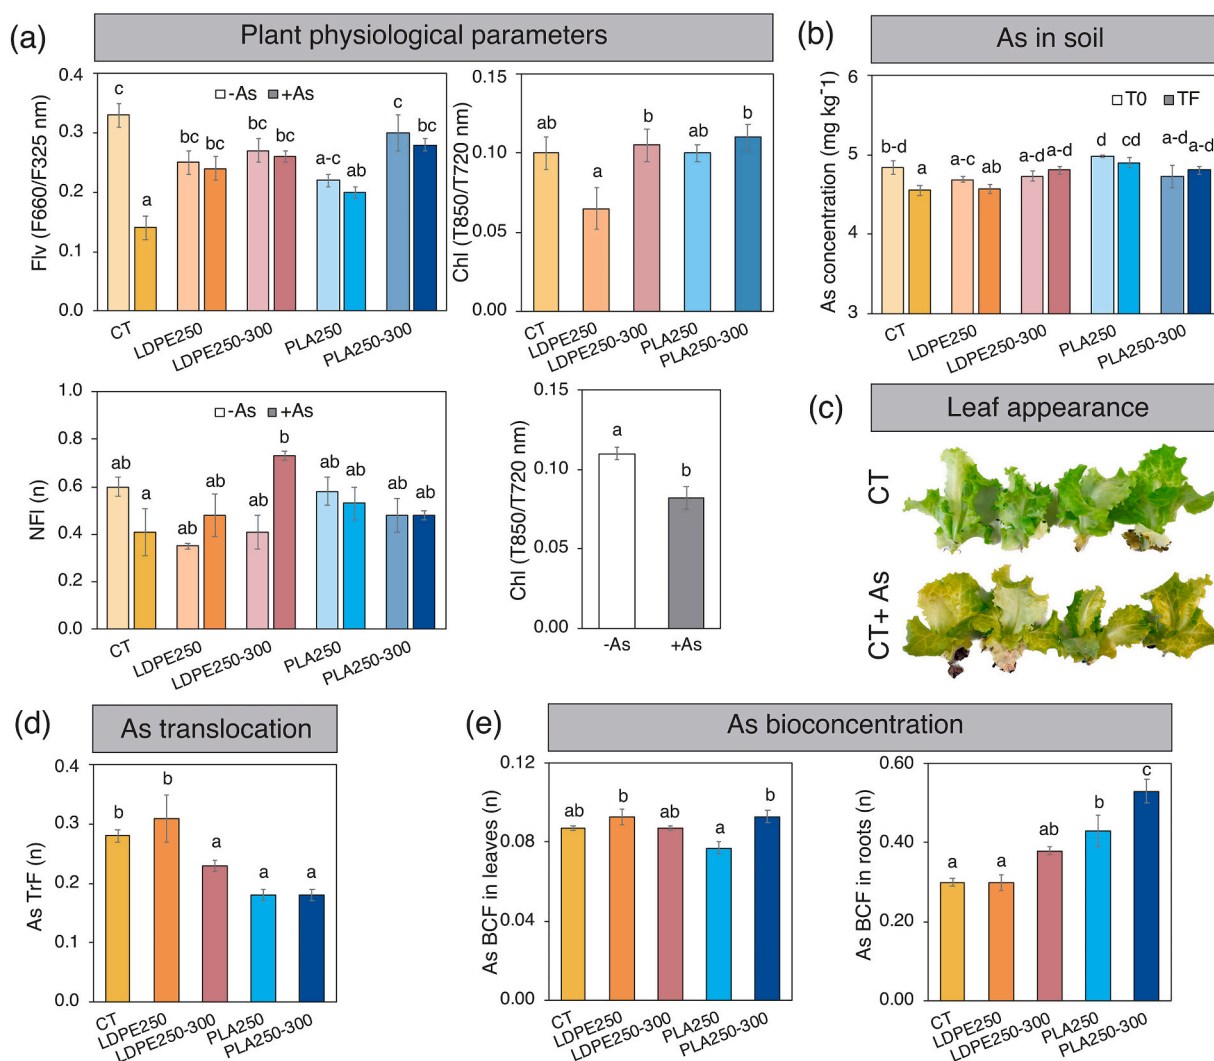 (a)
Plant physiological parameters
Flv (F660/F325 nm)
0.4
0.3
0.2
0.1
0.0
-As +As
c
a
bc
bc
bc
bc
a-c
ab
c
bc
CT
LDPE250
LDPE250-300
PLA250
PLA250-300
Chl (T850/T720 nm)
0.15
0.10
0.05
0.00
ab
a
b
ab
b
CT
LDPE250
LDPE250-300
PLA250
PLA250-300
(b)
As in soil
As concentration (mg kg-1)
6
5
4
3
T0 TF
b-d
a
a-c
ab
a-d
a-d
d
cd
a-d
a-d
CT
LDPE250
LDPE250-300
PLA250
PLA250-300
NFI (n)
1.0
0.8
0.6
0.4
0.2
0.0
-As +As
ab
a
ab
ab
ab
b
ab
ab
ab
ab
CT
LDPE250
LDPE250-300
PLA250
PLA250-300
Chl (T850/T720 nm)
0.15
0.10
0.05
0.00
a
b
-As
+As
(c)
Leaf appearance
CT
CT+ As
(d)
As translocation
As TrF (n)
0.4
0.3
0.2
0.1
0.0
b
b
a
a
a
CT
LDPE250
LDPE250-300
PLA250
PLA250-300
(e)
As bioconcentration
As BCF in leaves (n)
0.12
0.08
0.04
0.00
ab
b
ab
a
b
CT
LDPE250
LDPE250-300
PLA250
PLA250-300
As BCF in roots (n)
0.60
0.40
0.20
0.00
a
a
ab
b
c
CT
LDPE250
LDPE250-300
PLA250
PLA250-300